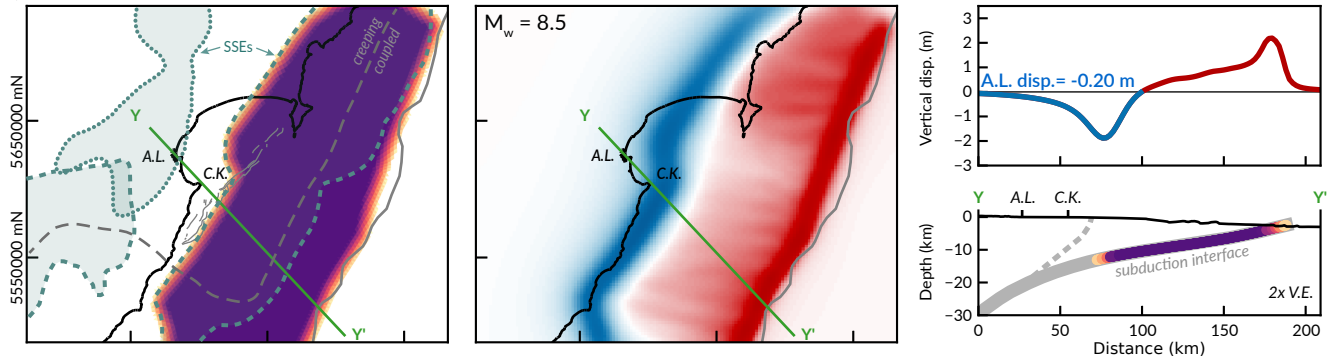 5650000 mN
5550000 mN
SSEs
creeping
coupled
Y
A.L.
C.K.
Y'
M_w = 8.5
Y
A.L.
C.K.
Y'
Vertical disp. (m)
3
2
1
0
−1
−2
−3
A.L. disp.= -0.20 m
Y
A.L.
C.K.
Y'
Depth (km)
0
−10
−20
−30
subduction interface
2x V.E.
0
50
100
150
200
Distance (km)